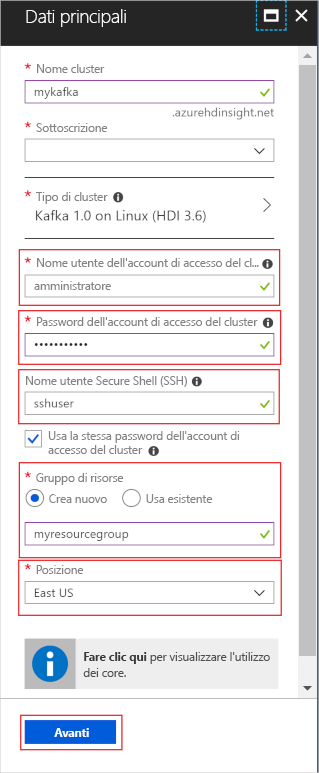 Dati principali
* Nome cluster
mykafka
.azurehdinsight.net
* Sottoscrizione
* Tipo di cluster
Kafka 1.0 on Linux (HDI 3.6)
* Nome utente dell'account di accesso del cl...
amministratore
* Password dell'account di accesso del cluster
•••••••••••
Nome utente Secure Shell (SSH)
sshuser
Usa la stessa password dell'account di
accesso del cluster
* Gruppo di risorse
Crea nuovo Usa esistente
myresourcegroup
* Posizione
East US
Fare clic qui per visualizzare l'utilizzo
dei core.
Avanti